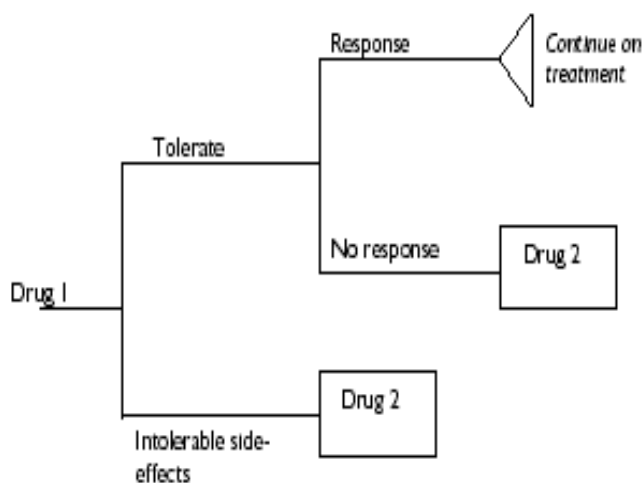 Response
Continue on
treatment
Tolerate
No response
Drug 2
Drug 1
Drug 2
Intolerable side-
effects